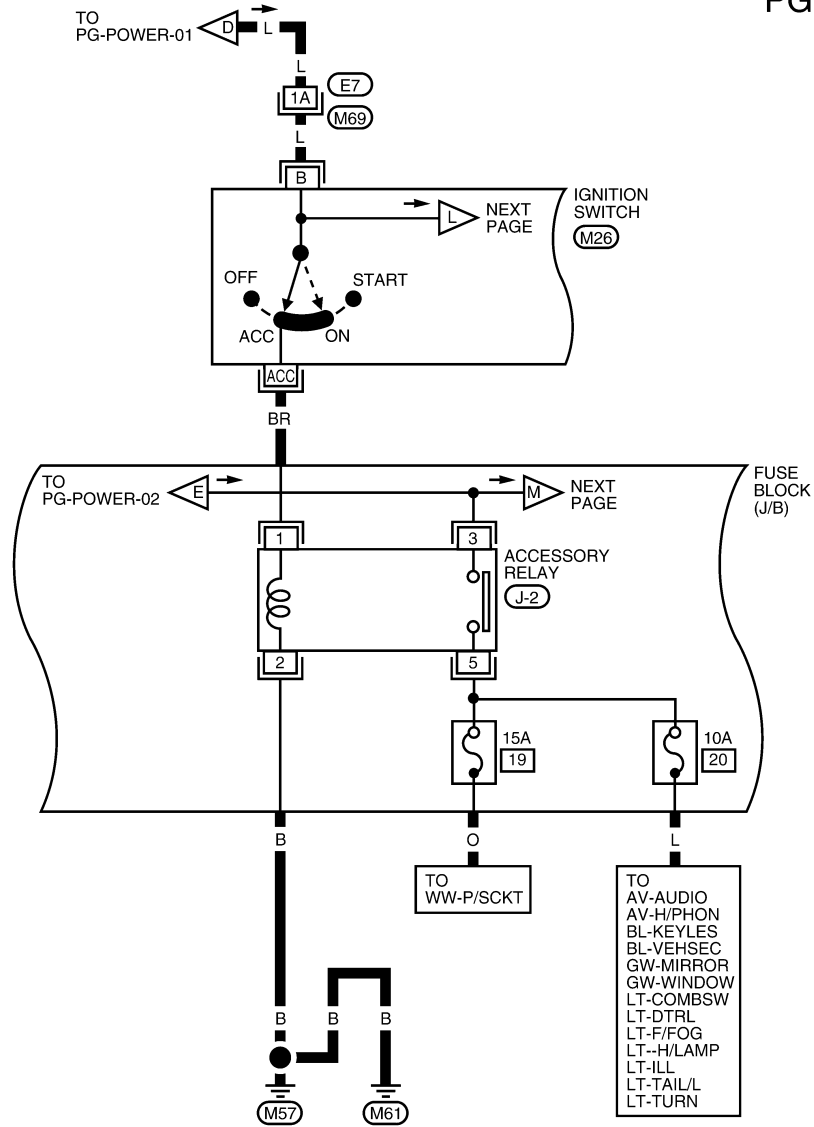 PG
TO
PG-POWER-01
D
L
L
1A
E7
M69
L
B
IGNITION
SWITCH
M26
L
NEXT
PAGE
OFF
START
ACC
ON
ACC
BR
TO
PG-POWER-02
E
M
NEXT
PAGE
FUSE
BLOCK
(J/B)
1
3
ACCESSORY
RELAY
J-2
2
5
15A
19
10A
20
B
O
L
TO
WW-P/SCKT
TO
AV-AUDIO
AV-H/PHON
BL-KEYLES
BL-VEHSEC
GW-MIRROR
GW-WINDOW
LT-COMBSW
LT-DTRL
LT-F/FOG
LT--H/LAMP
LT-ILL
LT-TAIL/L
LT-TURN
B
B
B
M57
M61